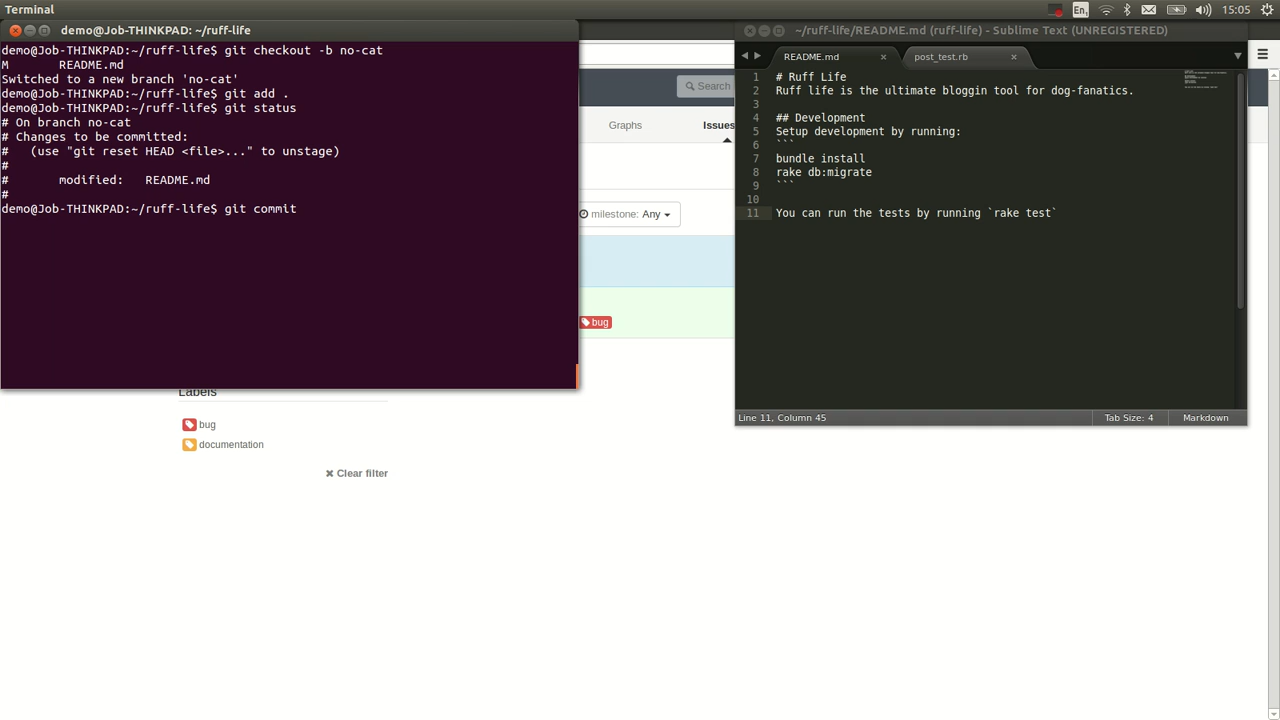 Terminal
En1
15:05
demo@Job-THINKPAD: ~/ruff-life
demo@Job-THINKPAD:~/ruff-life$ git checkout -b no-cat
M       README.md
Switched to a new branch 'no-cat'
demo@Job-THINKPAD:~/ruff-life$ git add .
demo@Job-THINKPAD:~/ruff-life$ git status
# On branch no-cat
# Changes to be committed:
#   (use "git reset HEAD <file>..." to unstage)
#
#       modified:   README.md
#
demo@Job-THINKPAD:~/ruff-life$ git commit
Search
Graphs
Issues
milestone: Any
bug
Labels
bug
documentation
✖ Clear filter
~/ruff-life/README.md (ruff-life) - Sublime Text (UNREGISTERED)
README.md × post_test.rb ×
1 # Ruff Life
2 Ruff life is the ultimate bloggin tool for dog-fanatics.
3
4 ## Development
5 Setup development by running:
6 ```
7 bundle install
8 rake db:migrate
9 ```
10
11 You can run the tests by running `rake test`
Line 11, Column 45
Tab Size: 4
Markdown